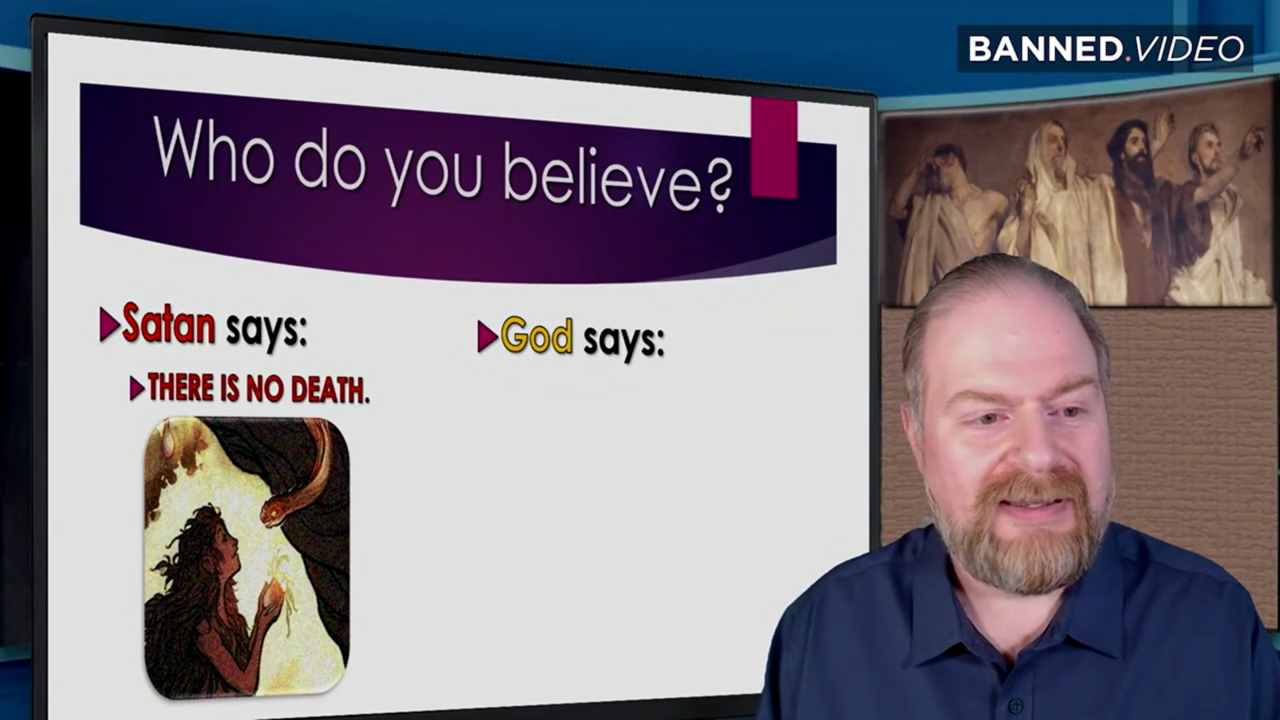 BANNED.VIDEO
Who do you believe?
Satan says:
THERE IS NO DEATH.
God says: